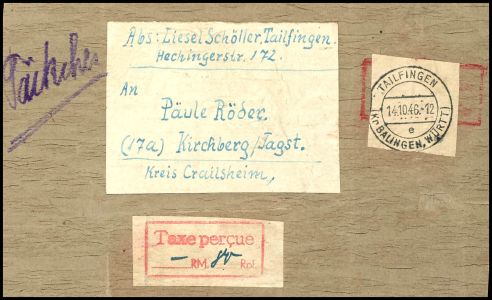 Päckchen
Abs: Liesel Schöller, Tailfingen.
Hechingerstr. 172.
An
Päule Röder.
(17a) Kirchberg/Jagst.
Kreis Crailsheim,
TAILFINGEN
14.10.46.-12
e
(KR.BALINGEN,WÜRTT)
Taxe perçue
— RM. 80 Rpf.